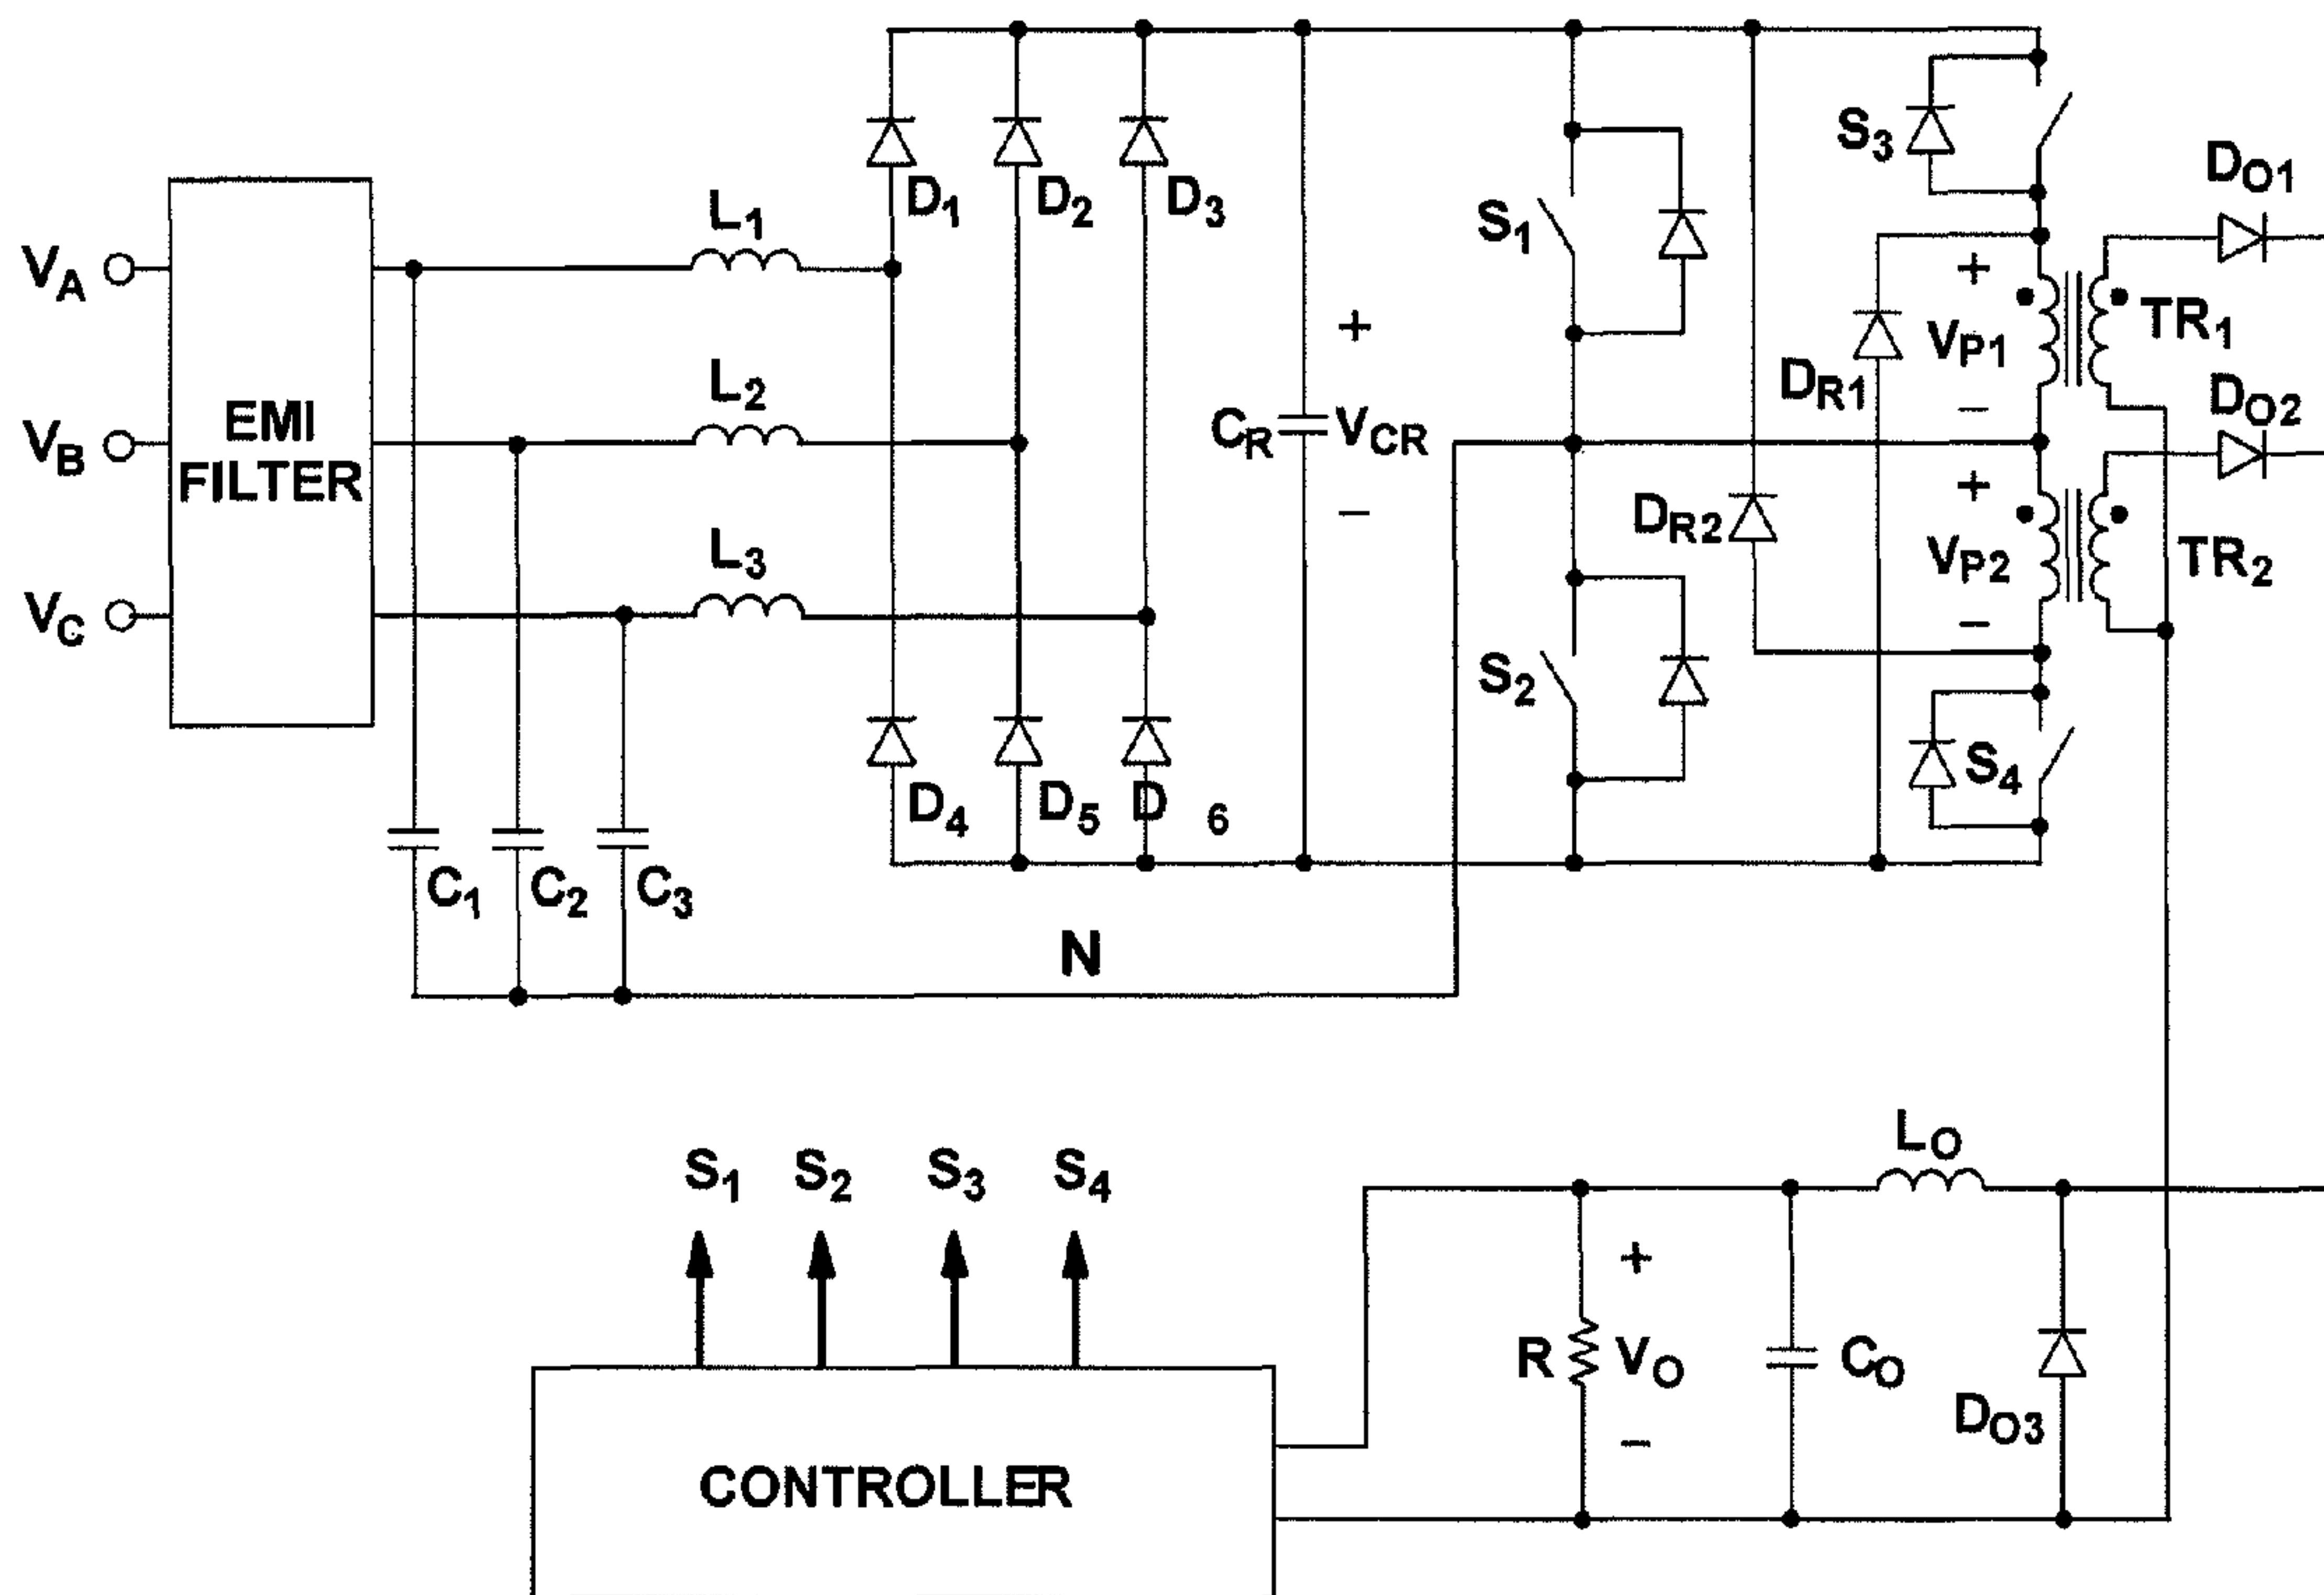 D1
D2
D3
S3
DO1
L1
S1
VA
+
TR1
+
VP1
L2
DR1
–
DO2
VB
EMI
FILTER
CR
VCR
+
–
DR2
L3
VP2
TR2
VC
–
S2
S4
D4
D5
D6
C1
C2
C3
N
LO
S1
S2
S3
S4
+
R
VO
CO
DO3
–
CONTROLLER